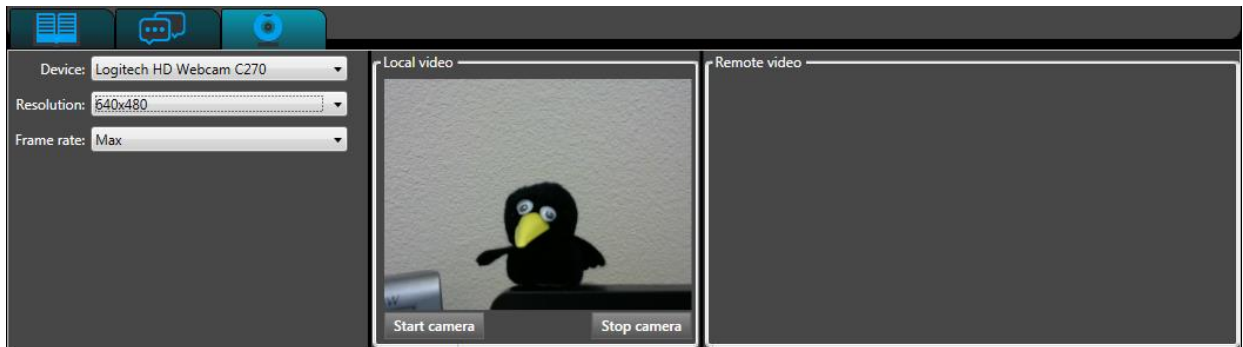 Device: Logitech HD Webcam C270
Resolution: 640x480
Frame rate: Max
Local video
Start camera
Stop camera
Remote video